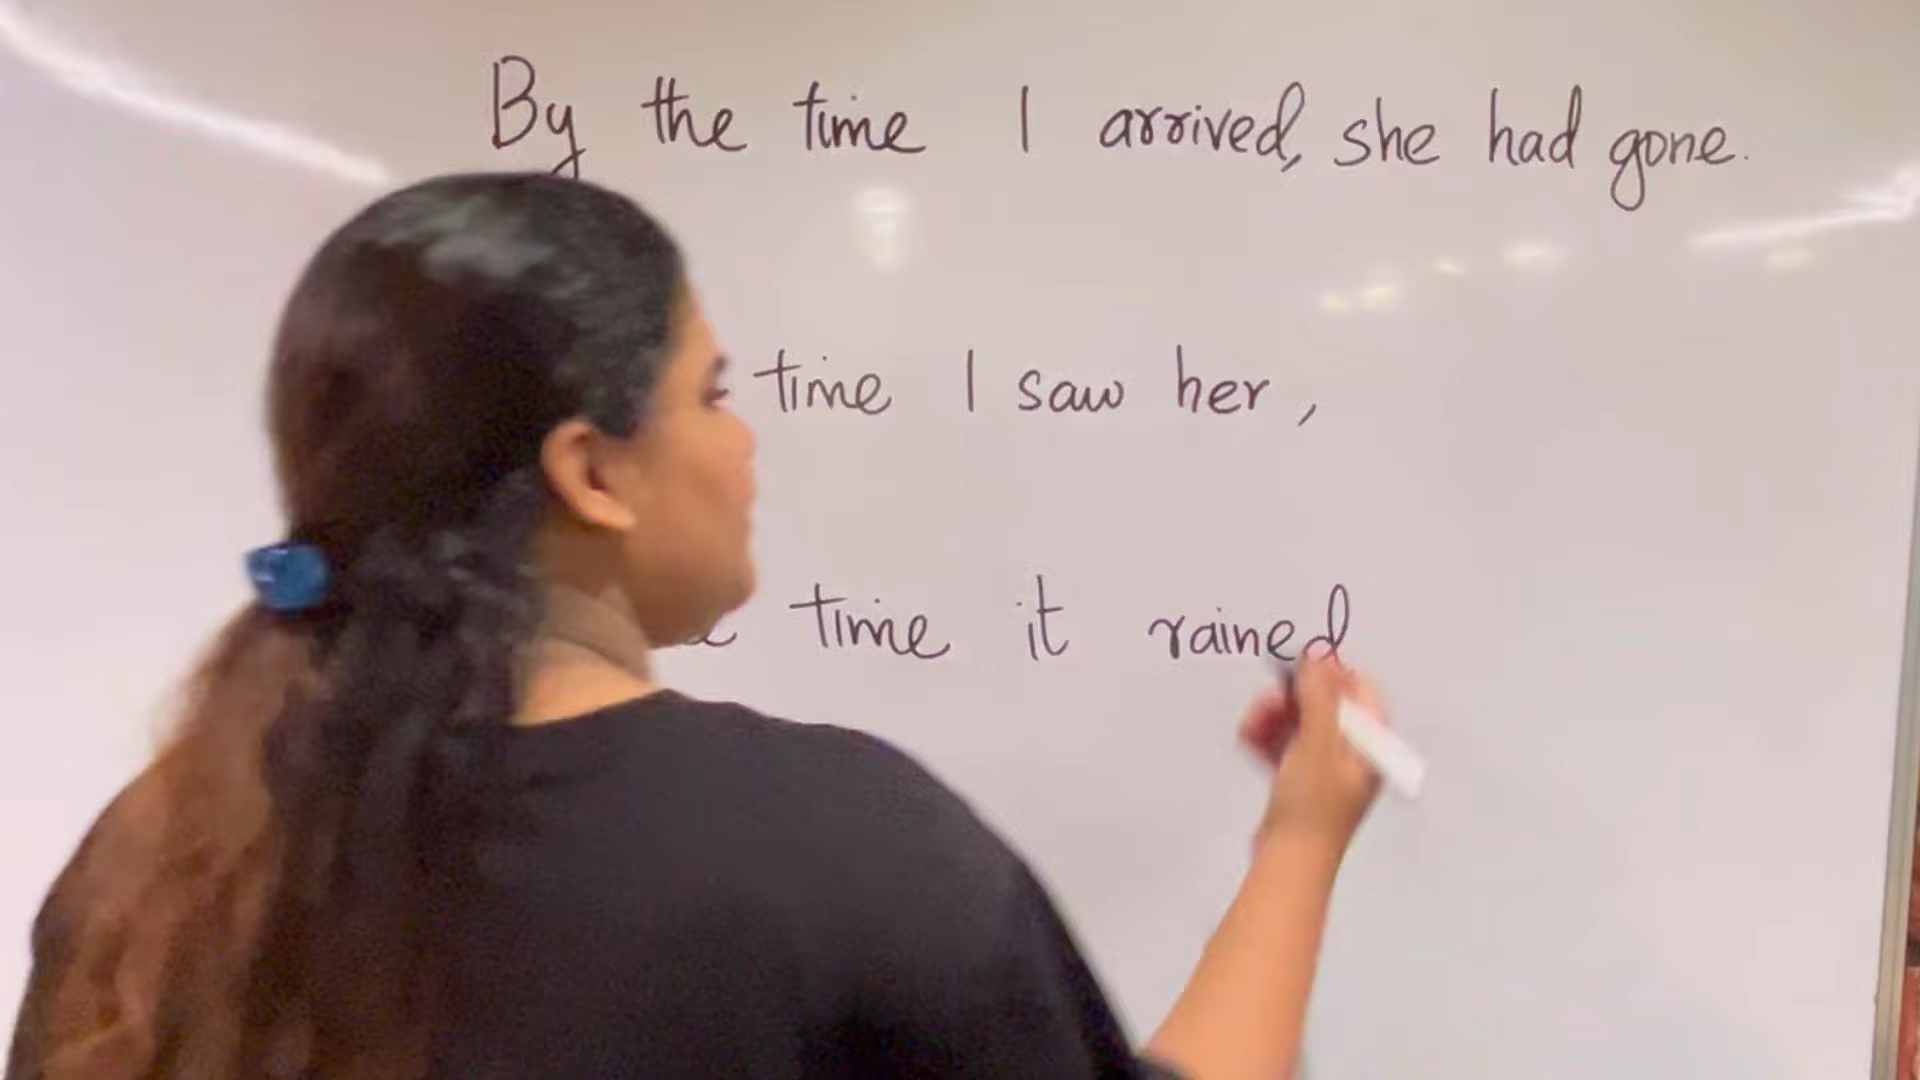 By the time I arrived, she had gone.
time I saw her,
time it rained